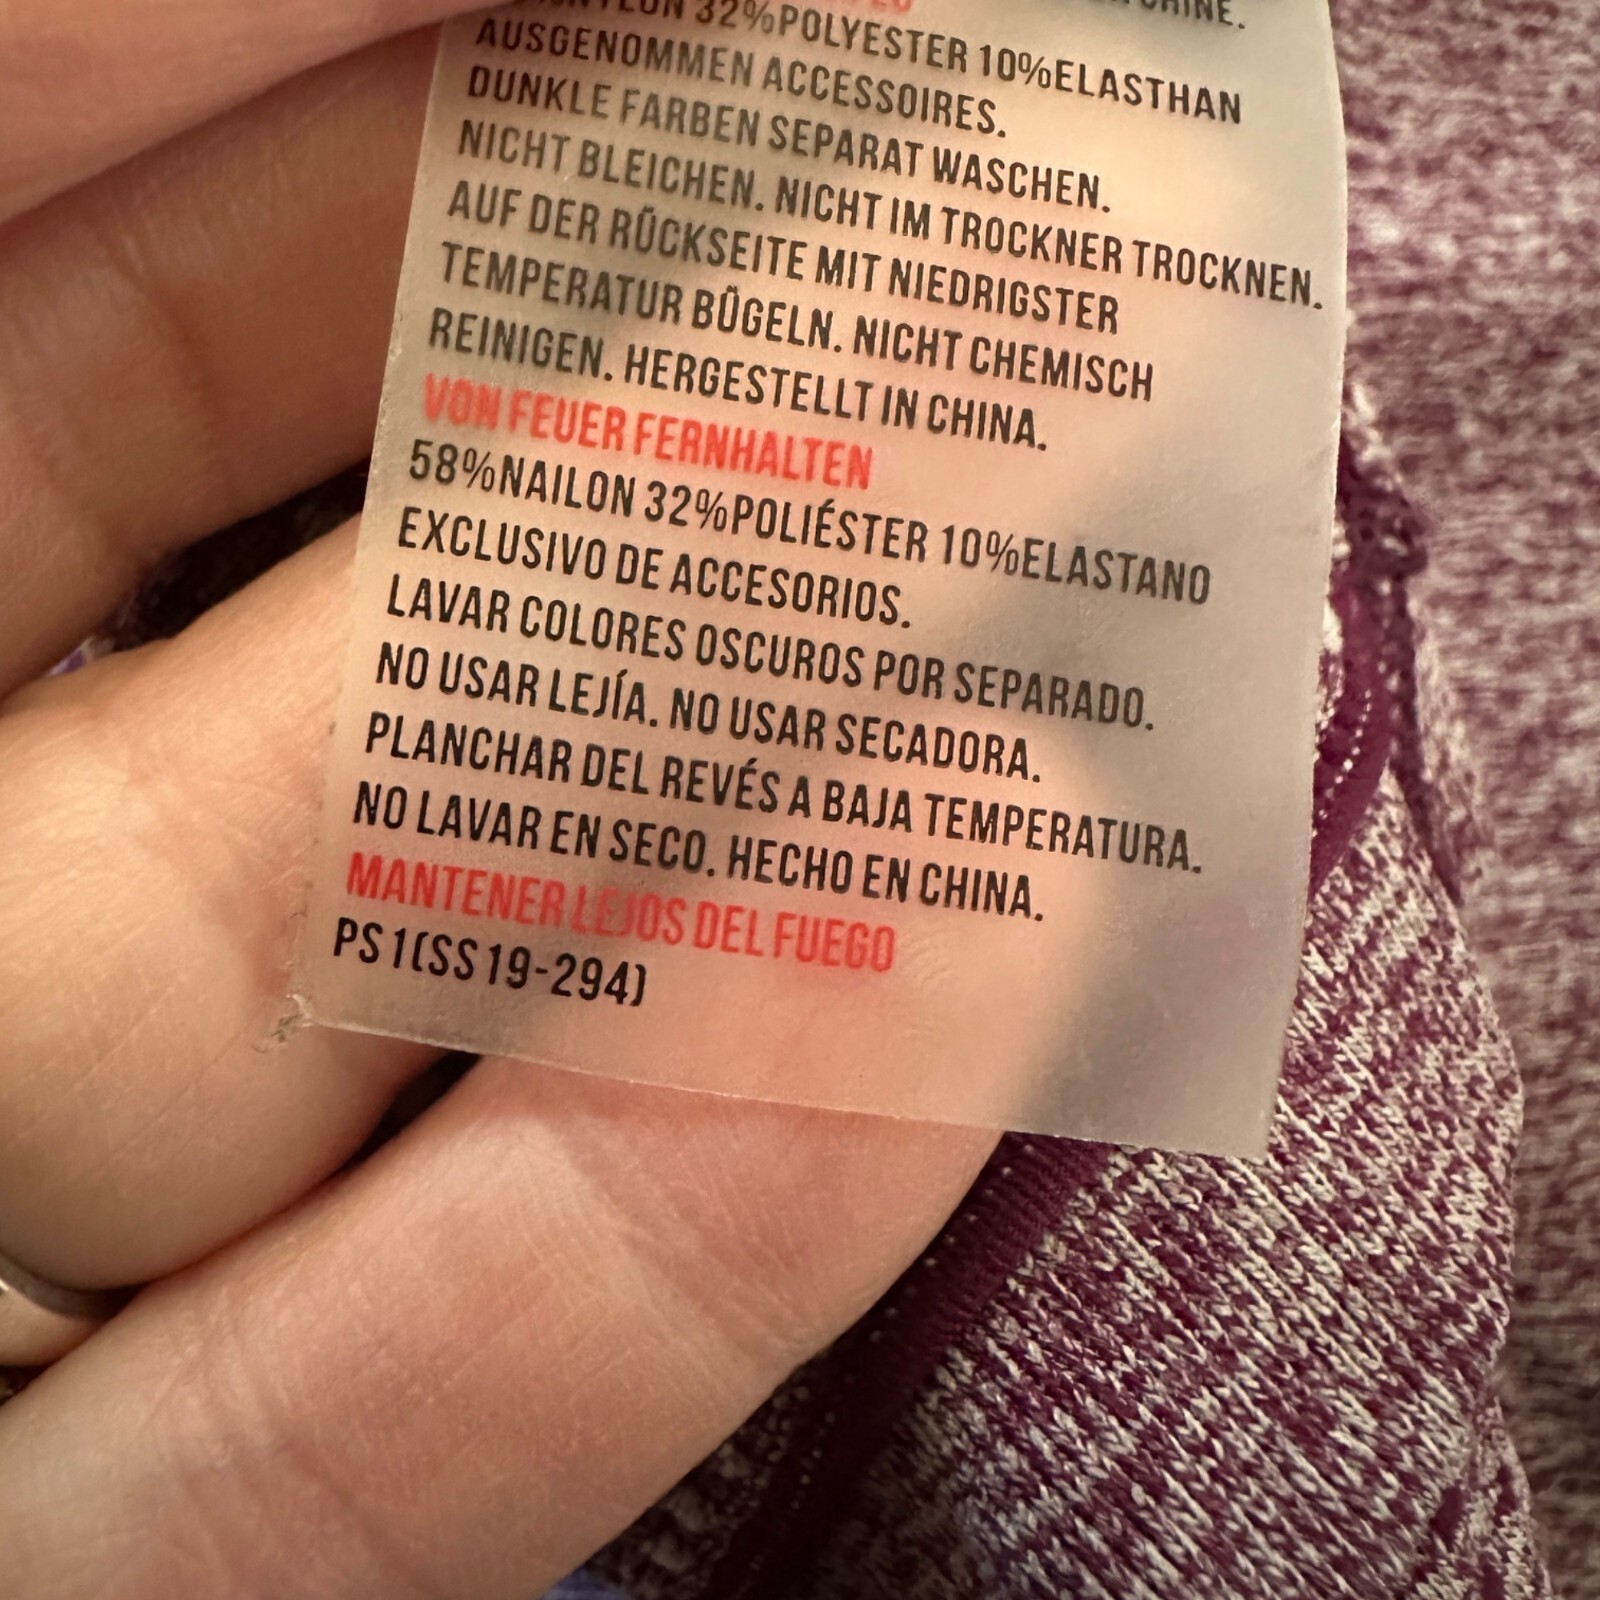 CHINE.
32%POLYESTER 10%ELASTHAN
AUSGENOMMEN ACCESSOIRES.
DUNKLE FARBEN SEPARAT WASCHEN.
NICHT BLEICHEN. NICHT IM TROCKNER TROCKNEN.
AUF DER RÜCKSEITE MIT NIEDRIGSTER
TEMPERATUR BÜGELN. NICHT CHEMISCH
REINIGEN. HERGESTELLT IN CHINA.
VON FEUER FERNHALTEN
58%NAILON 32%POLIÉSTER 10%ELASTANO
EXCLUSIVO DE ACCESORIOS.
LAVAR COLORES OSCUROS POR SEPARADO.
NO USAR LEJÍA. NO USAR SECADORA.
PLANCHAR DEL REVÉS A BAJA TEMPERATURA.
NO LAVAR EN SECO. HECHO EN CHINA.
MANTENER LEJOS DEL FUEGO
PS1(SS19-294)